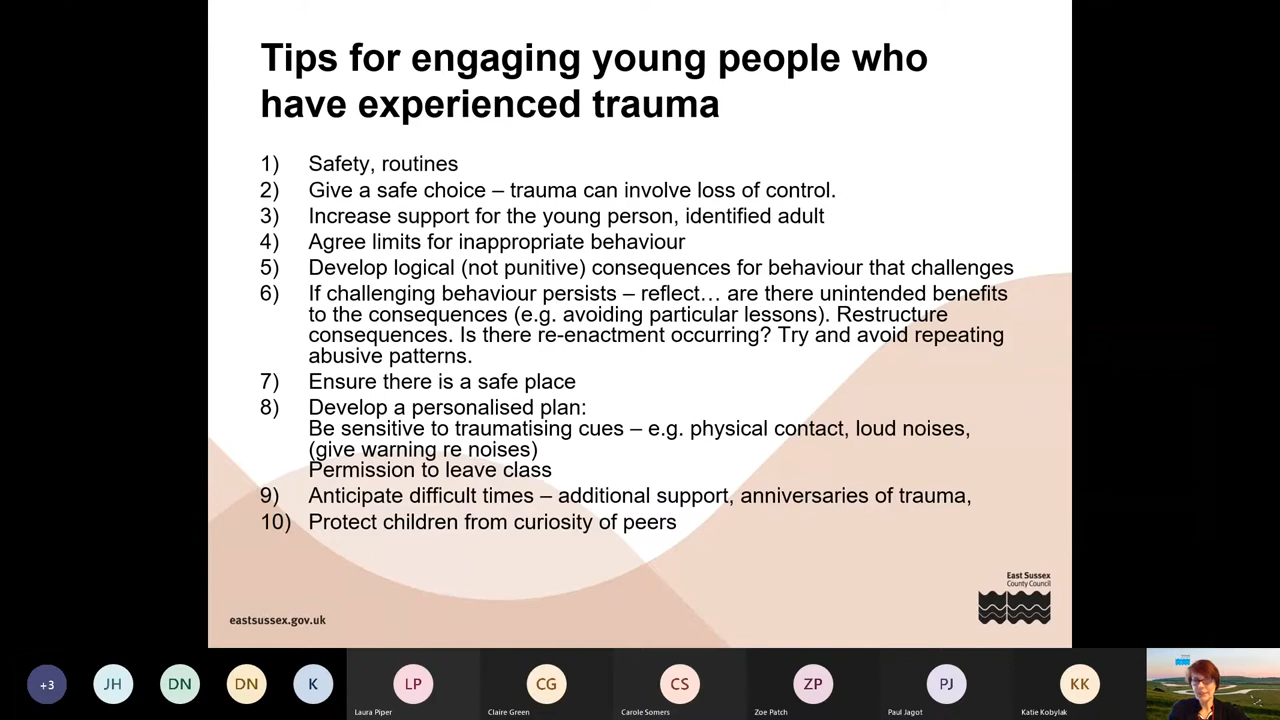 Tips for engaging young people who
have experienced trauma
1) Safety, routines
2) Give a safe choice – trauma can involve loss of control.
3) Increase support for the young person, identified adult
4) Agree limits for inappropriate behaviour
5) Develop logical (not punitive) consequences for behaviour that challenges
6) If challenging behaviour persists – reflect… are there unintended benefits
to the consequences (e.g. avoiding particular lessons). Restructure
consequences. Is there re-enactment occurring? Try and avoid repeating
abusive patterns.
7) Ensure there is a safe place
8) Develop a personalised plan:
Be sensitive to traumatising cues – e.g. physical contact, loud noises,
(give warning re noises)
Permission to leave class
9) Anticipate difficult times – additional support, anniversaries of trauma,
10) Protect children from curiosity of peers
East Sussex
County Council
eastsussex.gov.uk
+3 JH DN DN K LP CG CS ZP PJ KK
Laura Piper Claire Green Carole Somers Zoe Patch Paul Jagot Katie Kobylak